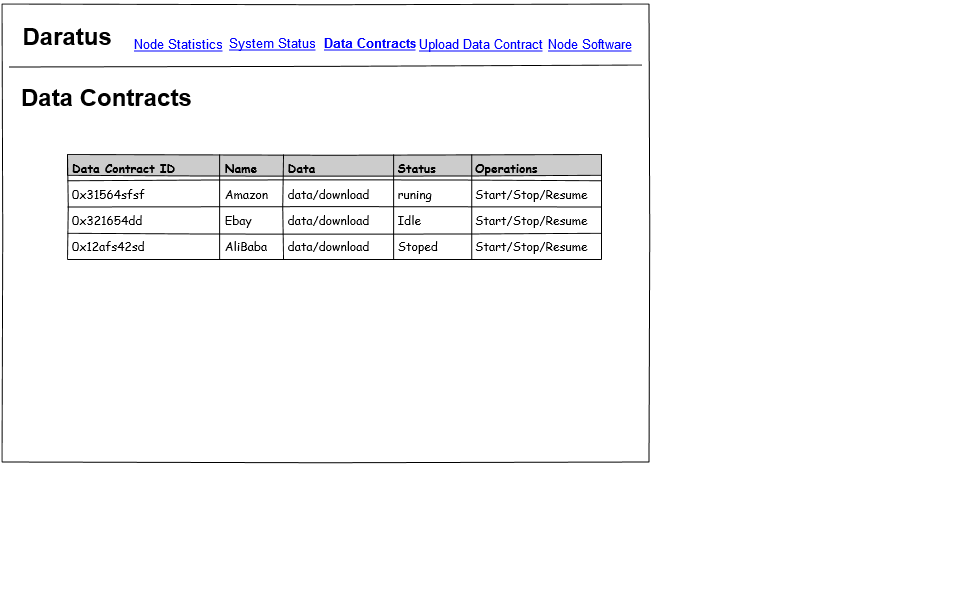 Daratus Node Statistics System Status Data Contracts Upload Data Contract Node Software
Data Contracts
Data Contract ID Name Data Status Operations
0x31564sfsf Amazon data/download runing Start/Stop/Resume
0x321654dd Ebay data/download Idle Start/Stop/Resume
0x12afs42sd AliBaba data/download Stoped Start/Stop/Resume